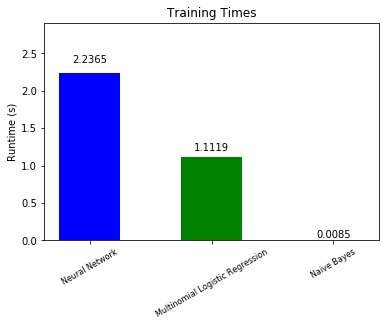 Training Times
Runtime (s)
2.5
2.0
1.5
1.0
0.5
0.0
2.2365
1.1119
0.0085
Neural Network
Multinomial Logistic Regression
Naive Bayes